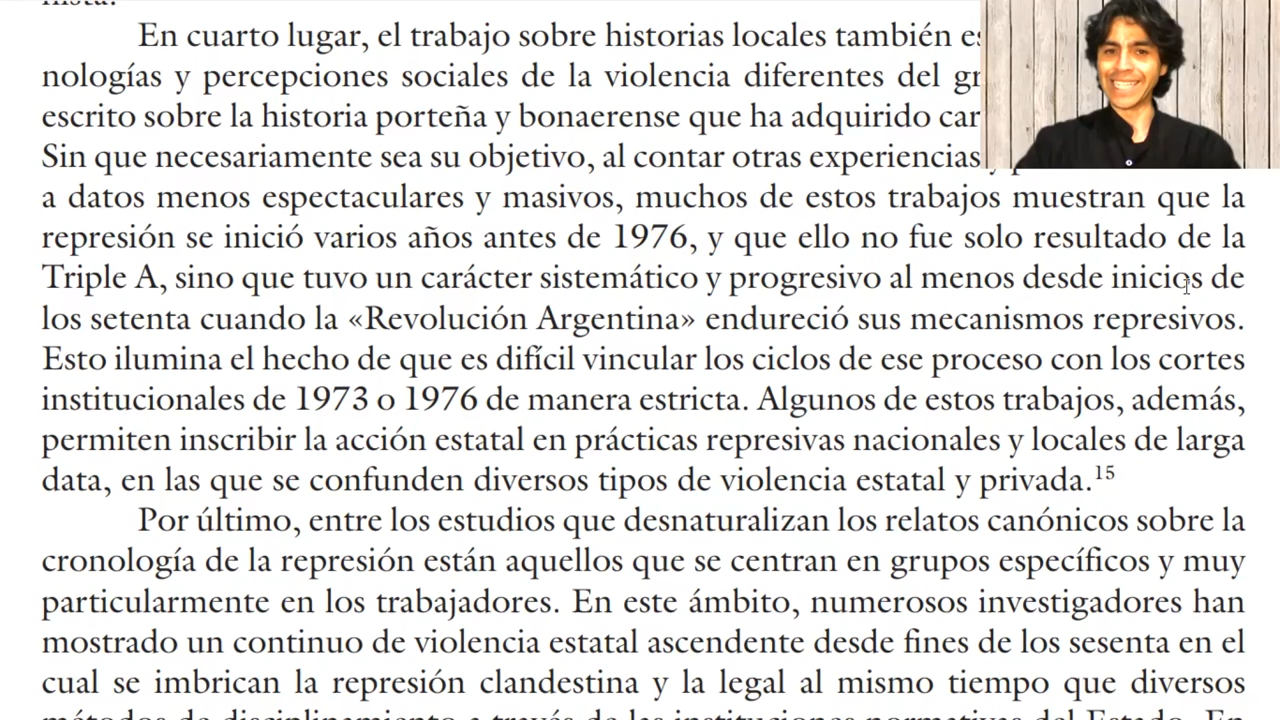 En cuarto lugar, el trabajo sobre historias locales también
nologías y percepciones sociales de la violencia diferentes del
escrito sobre la historia porteña y bonaerense que ha adquirido
Sin que necesariamente sea su objetivo, al contar otras experiencias
a datos menos espectaculares y masivos, muchos de estos trabajos muestran que la
represión se inició varios años antes de 1976, y que ello no fue solo resultado de la
Triple A, sino que tuvo un carácter sistemático y progresivo al menos desde inicios de
los setenta cuando la «Revolución Argentina» endureció sus mecanismos represivos.
Esto ilumina el hecho de que es difícil vincular los ciclos de ese proceso con los cortes
institucionales de 1973 o 1976 de manera estricta. Algunos de estos trabajos, además,
permiten inscribir la acción estatal en prácticas represivas nacionales y locales de larga
data, en las que se confunden diversos tipos de violencia estatal y privada.¹⁵
Por último, entre los estudios que desnaturalizan los relatos canónicos sobre la
cronología de la represión están aquellos que se centran en grupos específicos y muy
particularmente en los trabajadores. En este ámbito, numerosos investigadores han
mostrado un continuo de violencia estatal ascendente desde fines de los sesenta en el
cual se imbrican la represión clandestina y la legal al mismo tiempo que diversos